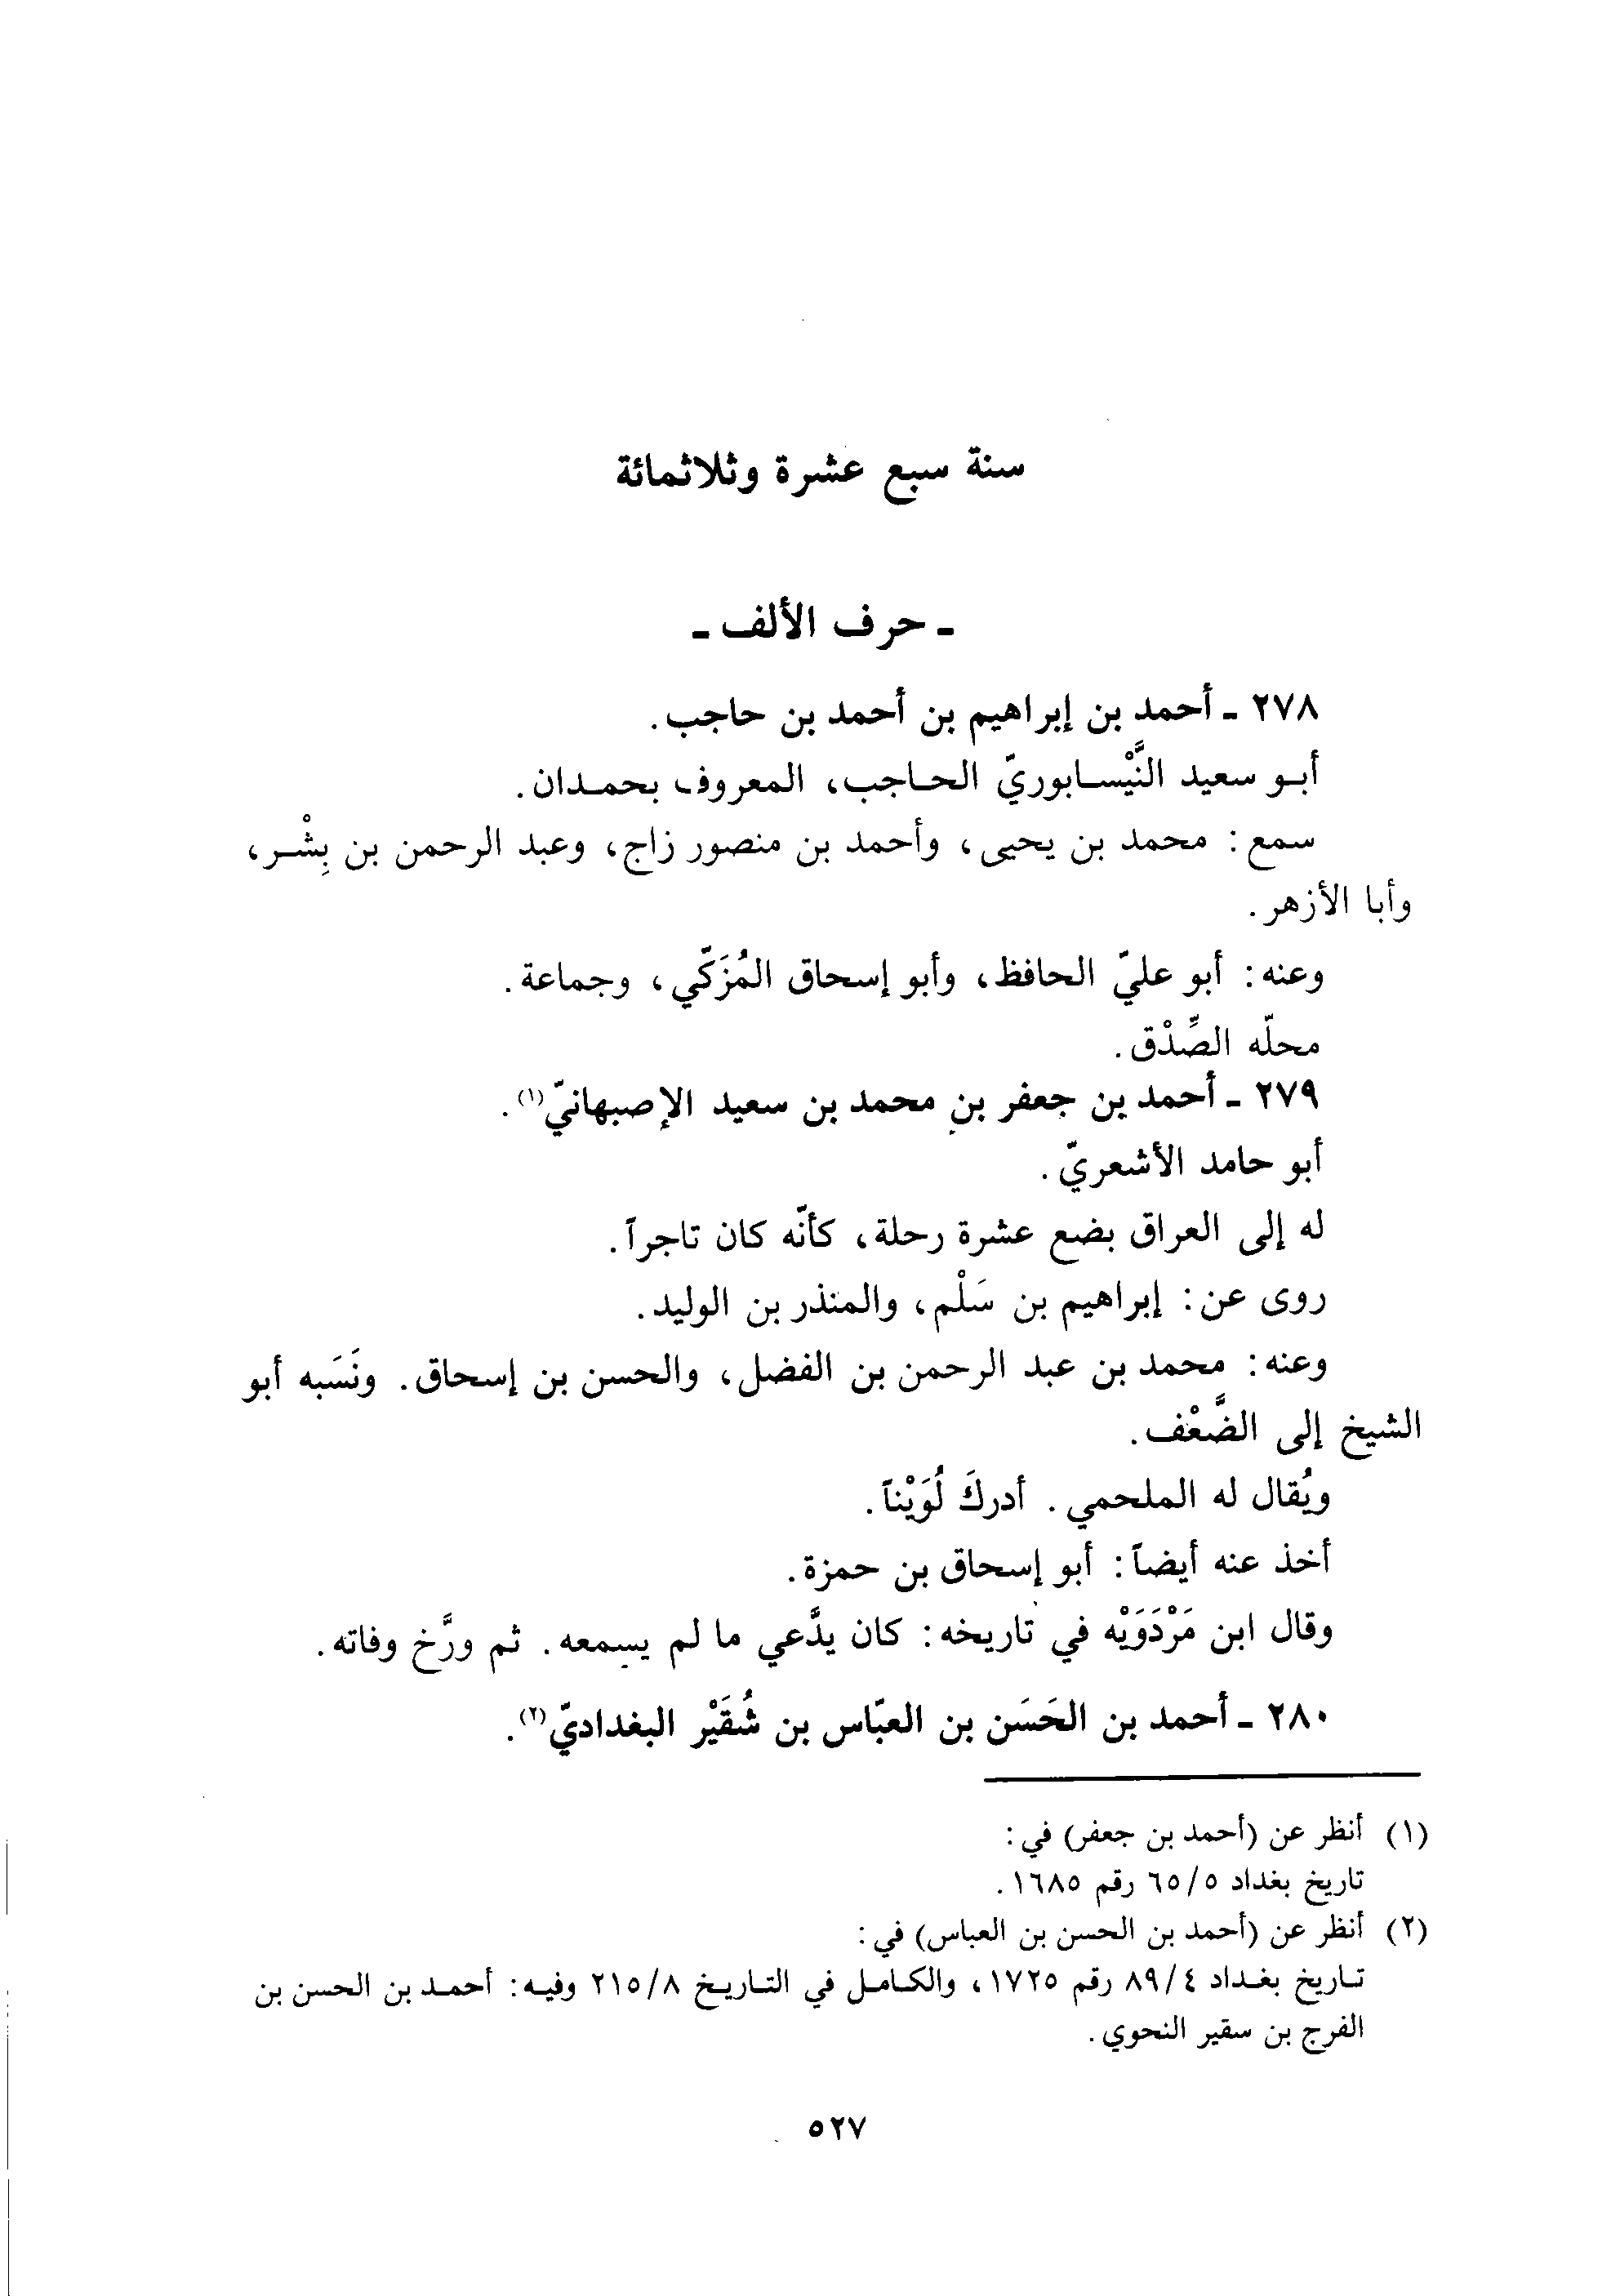 سنة سبع عشرة وثلاثمائة
ـ حرف الألف ـ
٢٧٨ ـ أحمد بن إبراهيم بن أحمد بن حاجب.
أبو سعيد النَّيْسابوريّ الحاجب، المعروف بحمدان.
سمع: محمد بن يحيى، وأحمد بن منصور زاج، وعبد الرحمن بن بِشْر،
وأبا الأزهر.
وعنه: أبو عليّ الحافظ، وأبو إسحاق المُزَكّي، وجماعة.
محلّه الصِّدْق.
٢٧٩ ـ أحمد بن جعفر بن محمد بن سعيد الإصبهانيّ(١).
أبو حامد الأشعريّ.
له إلى العراق بضع عشرة رحلة، كأنّه كان تاجراً.
روى عن: إبراهيم بن سَلْم، والمنذر بن الوليد.
وعنه: محمد بن عبد الرحمن بن الفضل، والحسن بن إسحاق. ونَسَبه أبو
الشيخ إلى الضَّعْف.
ويُقال له الملحمي. أدركَ لُوَيْناً.
أخذ عنه أيضاً: أبو إسحاق بن حمزة.
وقال ابن مَرْدَوَيْه في تاريخه: كان يدَّعي ما لم يسمعه. ثم ورَّخ وفاته.
٢٨٠ ـ أحمد بن الحَسَن بن العبّاس بن شُقَيْر البغداديّ(٢).
(١) أنظر عن (أحمد بن جعفر) في:
تاريخ بغداد ٦٥/٥ رقم ١٦٨٥.
(٢) أنظر عن (أحمد بن الحسن بن العباس) في:
تاريخ بغداد ٨٩/٤ رقم ١٧٢٥، والكامل في التاريخ ٢١٥/٨ وفيه: أحمد بن الحسن بن
الفرج بن سقير النحوي.
٥٢٧